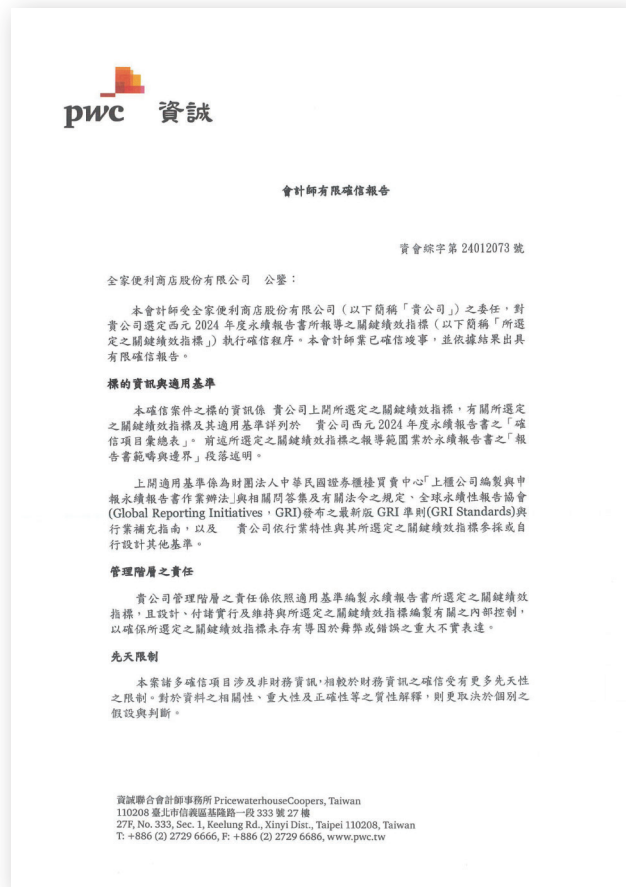 pwc 資誠
會計師有限確信報告
資會綜字第 24012073 號
全家便利商店股份有限公司 公鑒：
本會計師受全家便利商店股份有限公司（以下簡稱「貴公司」）之委任，對
貴公司選定西元 2024 年度永續報告書所報導之關鍵績效指標（以下簡稱「所選
定之關鍵績效指標」）執行確信程序。本會計師業已確信竣事，並依據結果出具
有限確信報告。
標的資訊與適用基準
本確信案件之標的資訊係 貴公司上開所選定之關鍵績效指標，有關所選定
之關鍵績效指標及其適用基準詳列於 貴公司西元 2024 年度永續報告書之「確
信項目彙總表」。前述所選定之關鍵績效指標之報導範圍業於永續報告書之「報
告書範疇與邊界」段落述明。
上開適用基準係為財團法人中華民國證券櫃檯買賣中心「上櫃公司編製與申
報永續報告書作業辦法」與相關問答集及有關法令之規定、全球永續性報告協會
(Global Reporting Initiatives，GRI)發布之最新版 GRI 準則(GRI Standards)與
行業補充指南，以及 貴公司依行業特性與其所選定之關鍵績效指標參採或自
行設計其他基準。
管理階層之責任
貴公司管理階層之責任係依照適用基準編製永續報告書所選定之關鍵績效
指標，且設計、付諸實行及維持與所選定之關鍵績效指標編製有關之內部控制，
以確保所選定之關鍵績效指標未存有導因於舞弊或錯誤之重大不實表達。
先天限制
本案諸多確信項目涉及非財務資訊，相較於財務資訊之確信受有更多先天性
之限制。對於資料之相關性、重大性及正確性等之質性解釋，則更取決於個別之
假設與判斷。
資誠聯合會計師事務所 PricewaterhouseCoopers, Taiwan
110208 臺北市信義區基隆路一段 333 號 27 樓
27F, No. 333, Sec. 1, Keelung Rd., Xinyi Dist., Taipei 110208, Taiwan
T: +886 (2) 2729 6666, F: +886 (2) 2729 6686, www.pwc.tw